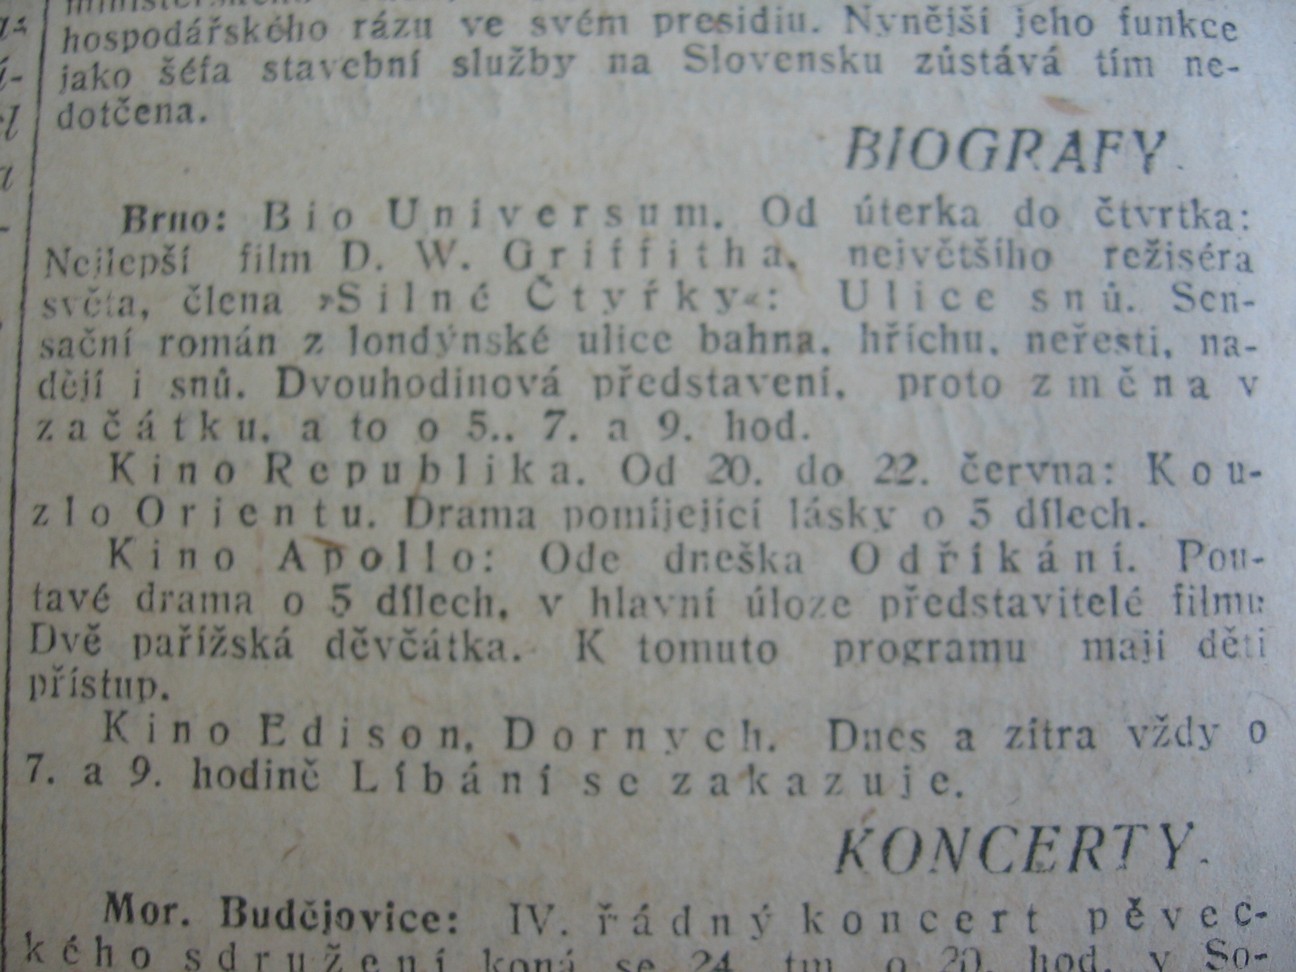 hospodářského rázu ve svém presidiu. Nynější jeho funkce
jako šéfa stavební služby na Slovensku zůstává tím ne-
dotčena.
BIOGRAFY.
Brno: Bio Universum. Od úterka do čtvrtka:
Nejlepší film D. W. Griffitha, největšího režiséra
světa, člena »Silné Čtyřky«: Ulice snů. Sen-
sační román z londýnské ulice bahna, hříchu, neřesti, na-
dějí i snů. Dvouhodinová představení, proto změna v
začátku, a to o 5., 7. a 9. hod.
Kino Republika. Od 20. do 22. června: Kou-
zlo Orientu. Drama pomíjející lásky o 5 dílech.
Kino Apollo: Ode dneška Odříkání. Pou-
tavé drama o 5 dílech, v hlavní úloze představitelé filmu
Dvě pařížská děvčátka. K tomuto programu mají děti
přístup.
Kino Edison, Dornych. Dnes a zítra vždy o
7. a 9. hodině Líbání se zakazuje.
KONCERTY.
Mor. Budějovice: IV. řádný koncert pěvec-
kého sdružení koná se 24. tm. o 20. hod. v So-